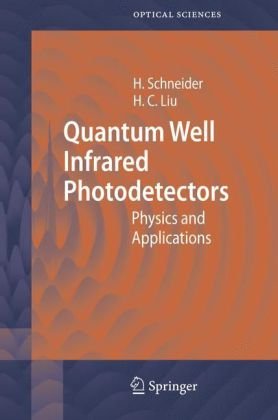 OPTICAL SCIENCES
H. Schneider
H. C. Liu
Quantum Well
Infrared
Photodetectors
Physics and
Applications
Springer